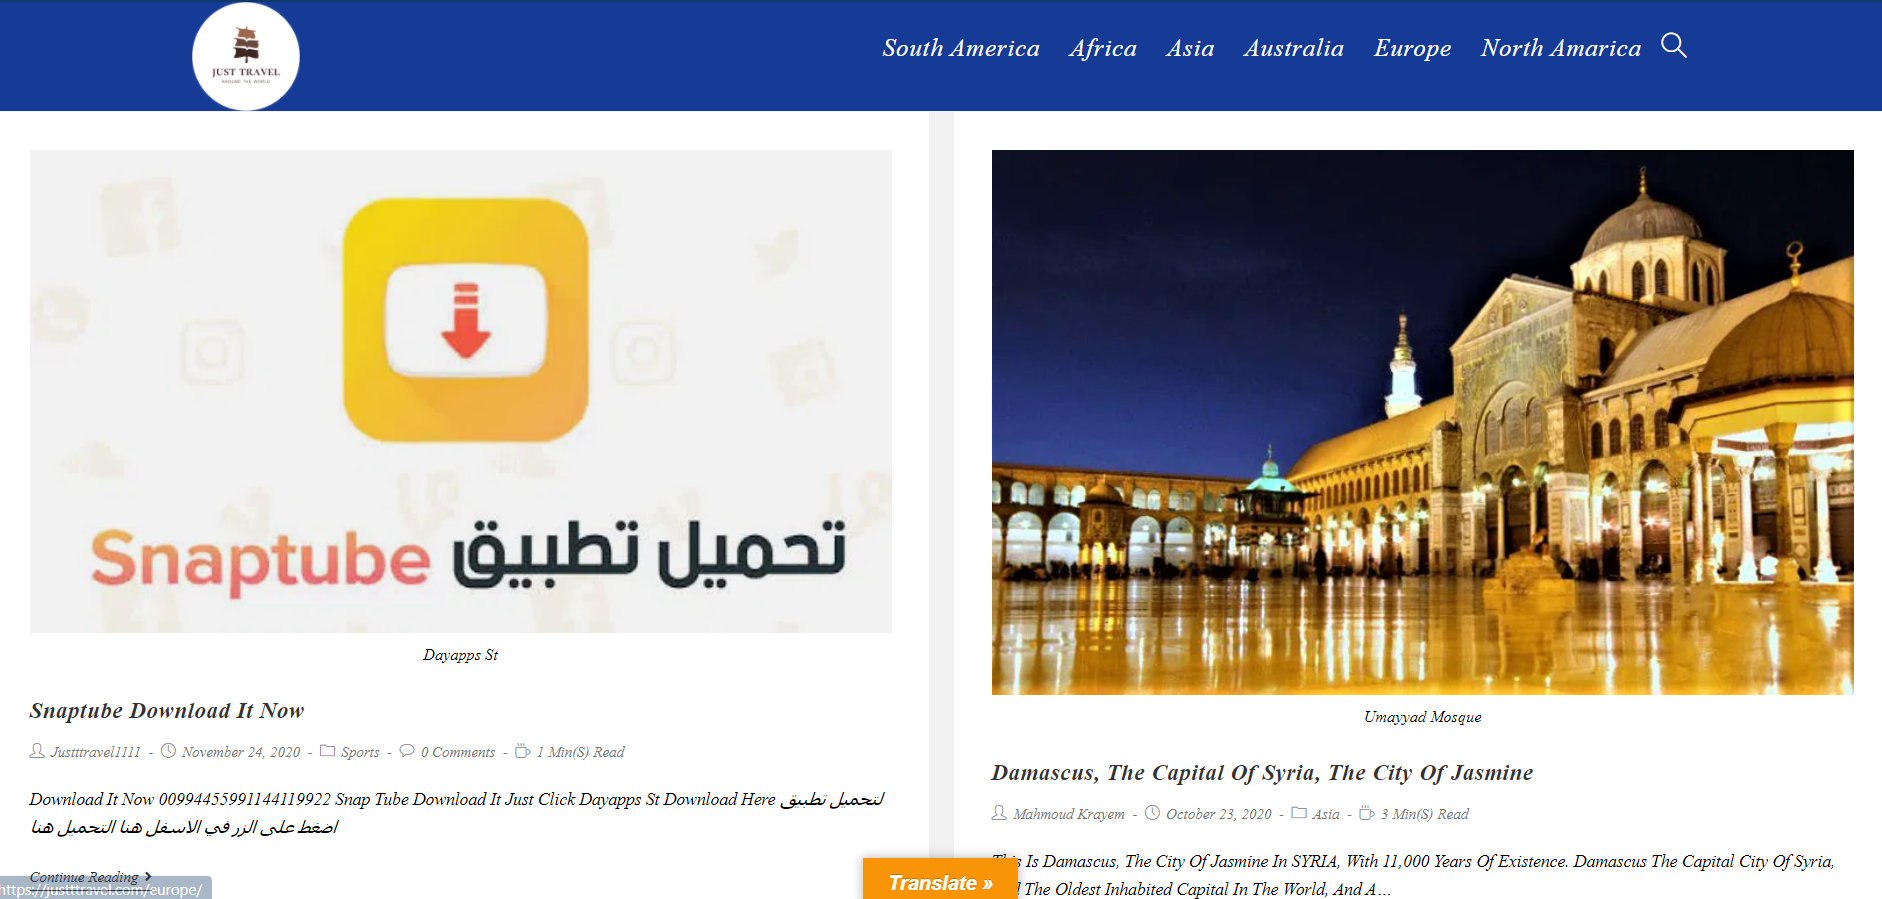 JUST TRAVEL
AROUND THE WORLD
South America Africa Asia Australia Europe North Amarica
Snaptube تحميل تطبيق
Dayapps St
Snaptube Download It Now
Justttravel1111 - November 24, 2020 - Sports - 0 Comments - 1 Min(S) Read
Download It Now 00994455991144119922 Snap Tube Download It Just Click Dayapps St Download Here لتحميل تطبيق
اضغط على الزر في الاسفل هنا التحميل هنا
Continue Reading
https://justttravel.com/europe/
Umayyad Mosque
Damascus, The Capital Of Syria, The City Of Jasmine
Mahmoud Krayem - October 23, 2020 - Asia - 3 Min(S) Read
This Is Damascus, The City Of Jasmine In SYRIA, With 11,000 Years Of Existence. Damascus The Capital City Of Syria,
The Oldest Inhabited Capital In The World, And A…
Translate »